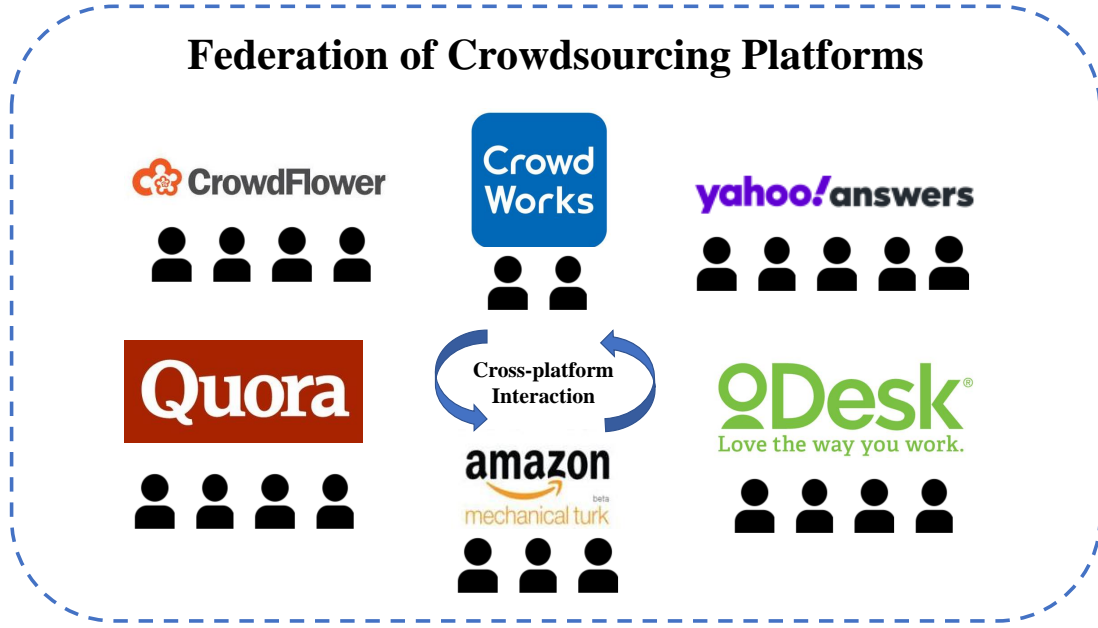 Federation of Crowdsourcing Platforms
CrowdFlower
Crowd
Works
yahoo!answers
Quora
Cross-platform
Interaction
oDesk®
Love the way you work.
amazon
beta
mechanical turk